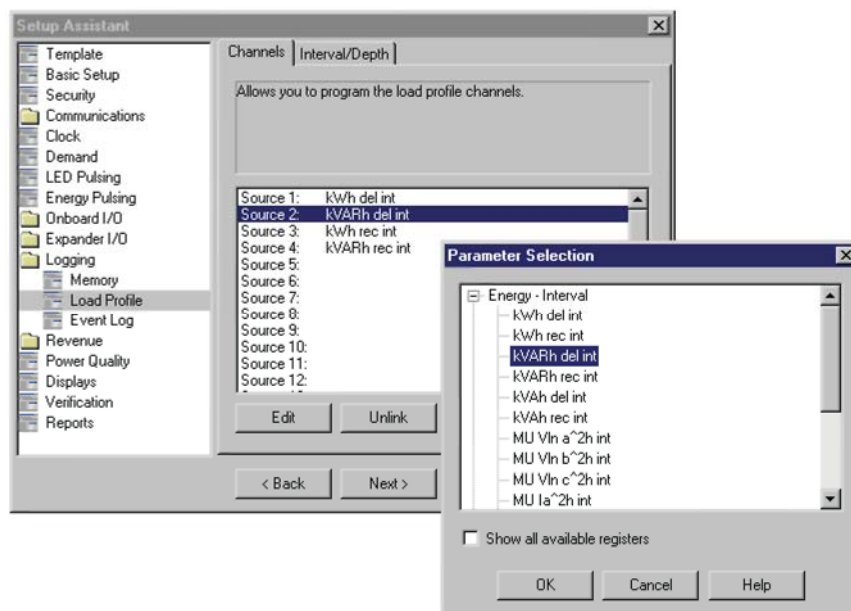 Setup Assistant
Template
Basic Setup
Security
Communications
Clock
Demand
LED Pulsing
Energy Pulsing
Onboard I/O
Expander I/O
Logging
Memory
Load Profile
Event Log
Revenue
Power Quality
Displays
Verification
Reports
Channels
Interval/Depth
Allows you to program the load profile channels.
Source 1: kWh del int
Source 2: kVARh del int
Source 3: kWh rec int
Source 4: kVARh rec int
Source 5:
Source 6:
Source 7:
Source 8:
Source 9:
Source 10:
Source 11:
Source 12:
Edit
Unlink
< Back
Next >
Parameter Selection
Energy - Interval
kWh del int
kWh rec int
kVARh del int
kVARh rec int
kVAh del int
kVAh rec int
MU Vln a^2h int
MU Vln b^2h int
MU Vln c^2h int
MU Ia^2h int
Show all available registers
OK
Cancel
Help